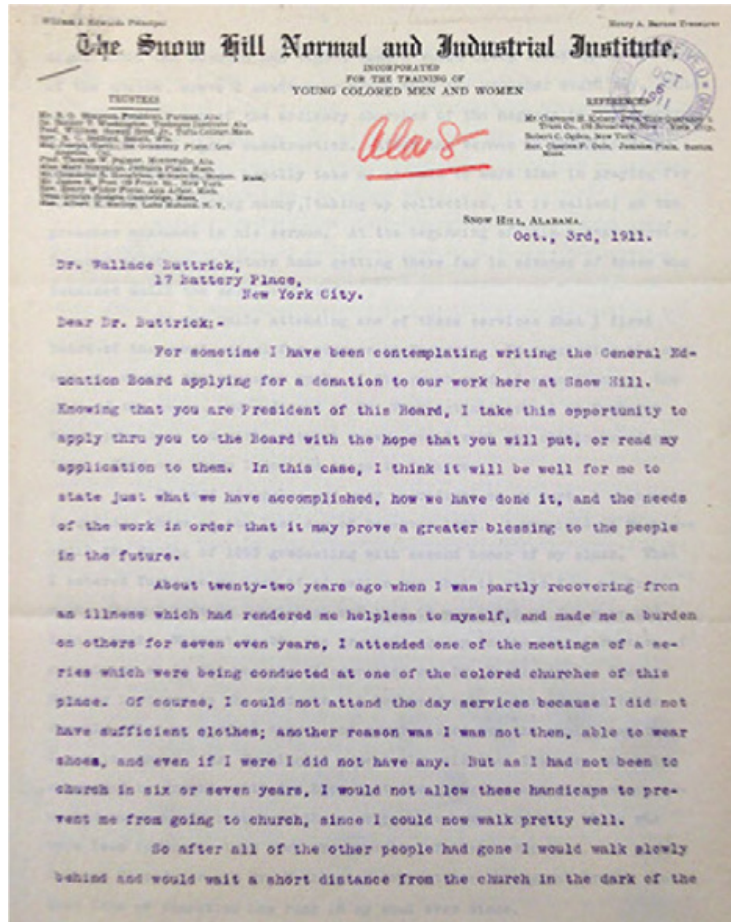 William J. Edwards, Principal
Henry A. Barnes Treasurer
The Snow Hill Normal and Industrial Institute.
INCORPORATED
FOR THE TRAINING OF
YOUNG COLORED MEN AND WOMEN
TRUSTEES
REFERENCES
OCT
6
1911
Ala 8
SNOW HILL, ALABAMA.
Oct., 3rd, 1911.
Dr. Wallace Buttrick,
17 Battery Place,
New York City.
Dear Dr. Buttrick:-
For sometime I have been contemplating writing the General Ed-
ucation Board applying for a donation to our work here at Snow Hill.
Knowing that you are President of this Board, I take this opportunity to
apply thru you to the Board with the hope that you will put, or read my
application to them. In this case, I think it will be well for me to
state just what we have accomplished, how we have done it, and the needs
of the work in order that it may prove a greater blessing to the people
in the future.
About twenty-two years ago when I was partly recovering from
an illness which had rendered me helpless to myself, and made me a burden
on others for seven even years, I attended one of the meetings of a se-
ries which were being conducted at one of the colored churches of this
place. Of course, I could not attend the day services because I did not
have sufficient clothes; another reason was I was not then, able to wear
shoes, and even if I were I did not have any. But as I had not been to
church in six or seven years, I would not allow these handicaps to pre-
vent me from going to church, since I could now walk pretty well.
So after all of the other people had gone I would walk slowly
behind and would wait a short distance from the church in the dark of the